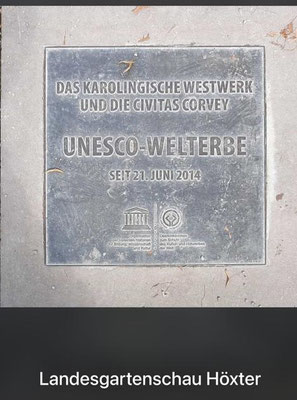 DAS KAROLINGISCHE WESTWERK
UND DIE CIVITAS CORVEY
UNESCO-WELTERBE
SEIT 21. JUNI 2014
Landesgartenschau Höxter